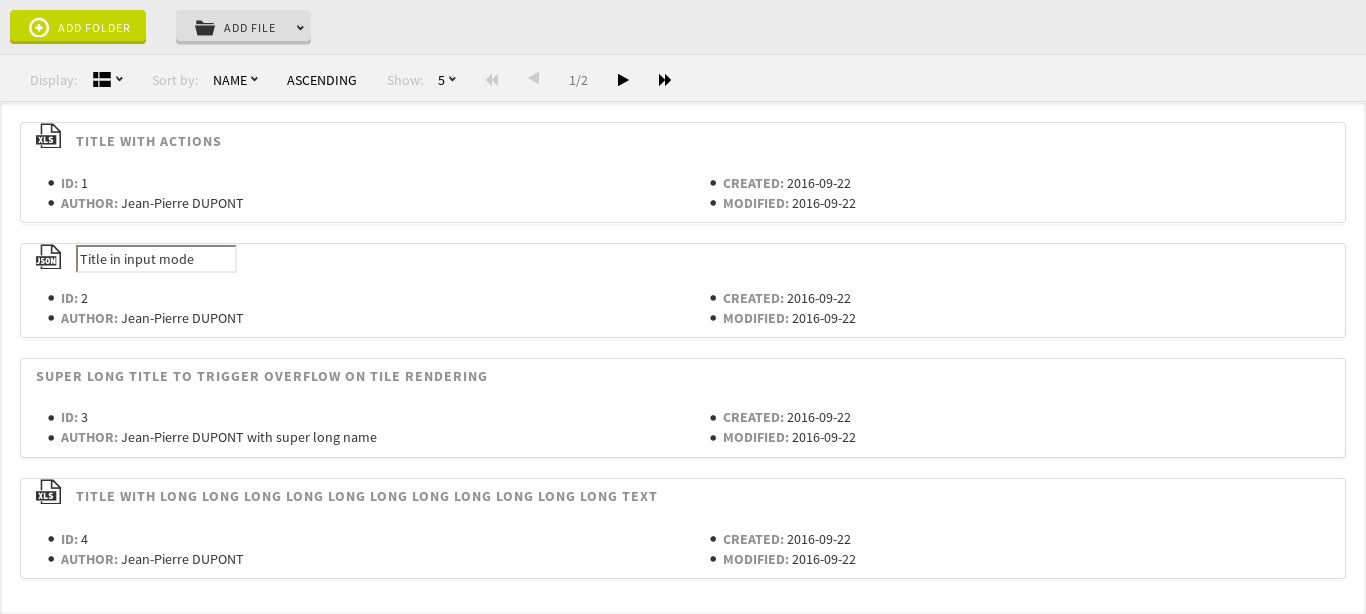 ADD FOLDER ADD FILE
Display: Sort by: NAME ASCENDING Show: 5 1/2
XLS TITLE WITH ACTIONS
ID: 1 CREATED: 2016-09-22
AUTHOR: Jean-Pierre DUPONT MODIFIED: 2016-09-22
JSON Title in input mode
ID: 2 CREATED: 2016-09-22
AUTHOR: Jean-Pierre DUPONT MODIFIED: 2016-09-22
SUPER LONG TITLE TO TRIGGER OVERFLOW ON TILE RENDERING
ID: 3 CREATED: 2016-09-22
AUTHOR: Jean-Pierre DUPONT with super long name MODIFIED: 2016-09-22
XLS TITLE WITH LONG LONG LONG LONG LONG LONG LONG LONG LONG LONG LONG TEXT
ID: 4 CREATED: 2016-09-22
AUTHOR: Jean-Pierre DUPONT MODIFIED: 2016-09-22